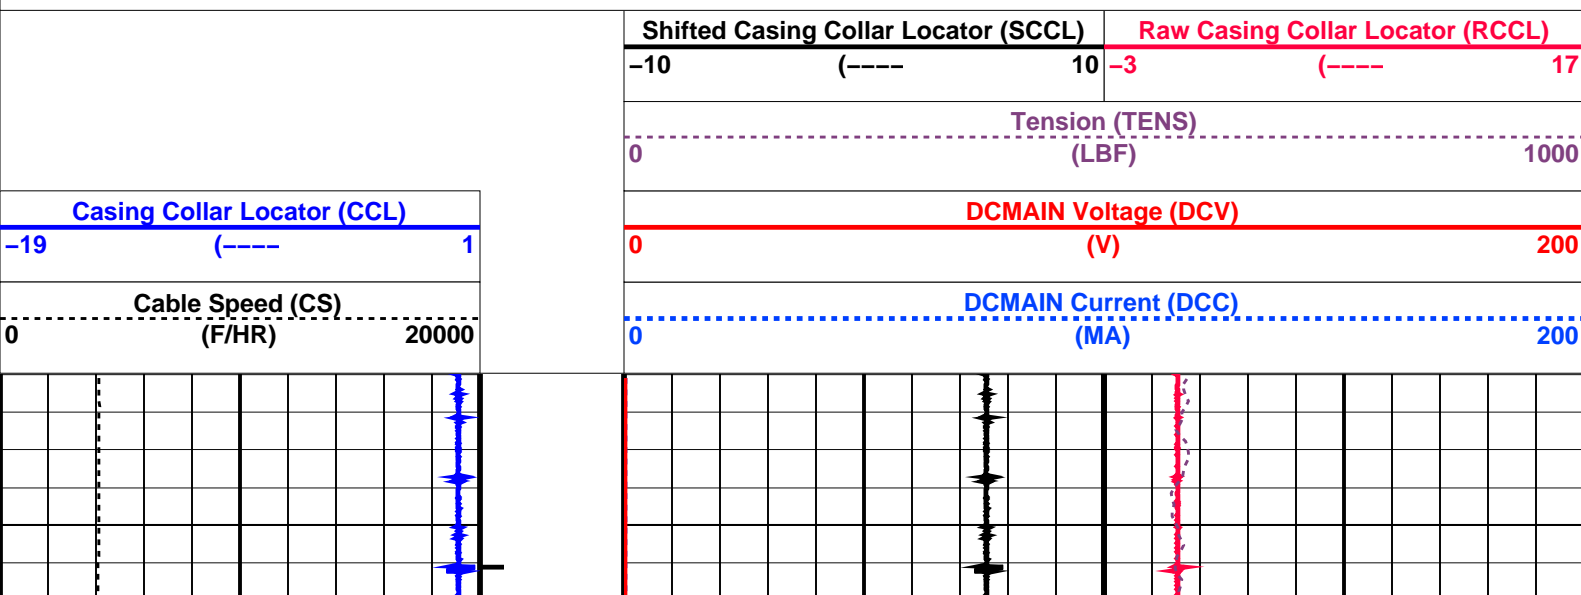 Shifted Casing Collar Locator (SCCL) Raw Casing Collar Locator (RCCL)
−10 (−−−− 10 −3 (−−−− 17
Tension (TENS)
0 (LBF) 1000
Casing Collar Locator (CCL) DCMAIN Voltage (DCV)
−19 (−−−− 1 0 (V) 200
Cable Speed (CS) DCMAIN Current (DCC)
0 (F/HR) 20000 0 (MA) 200